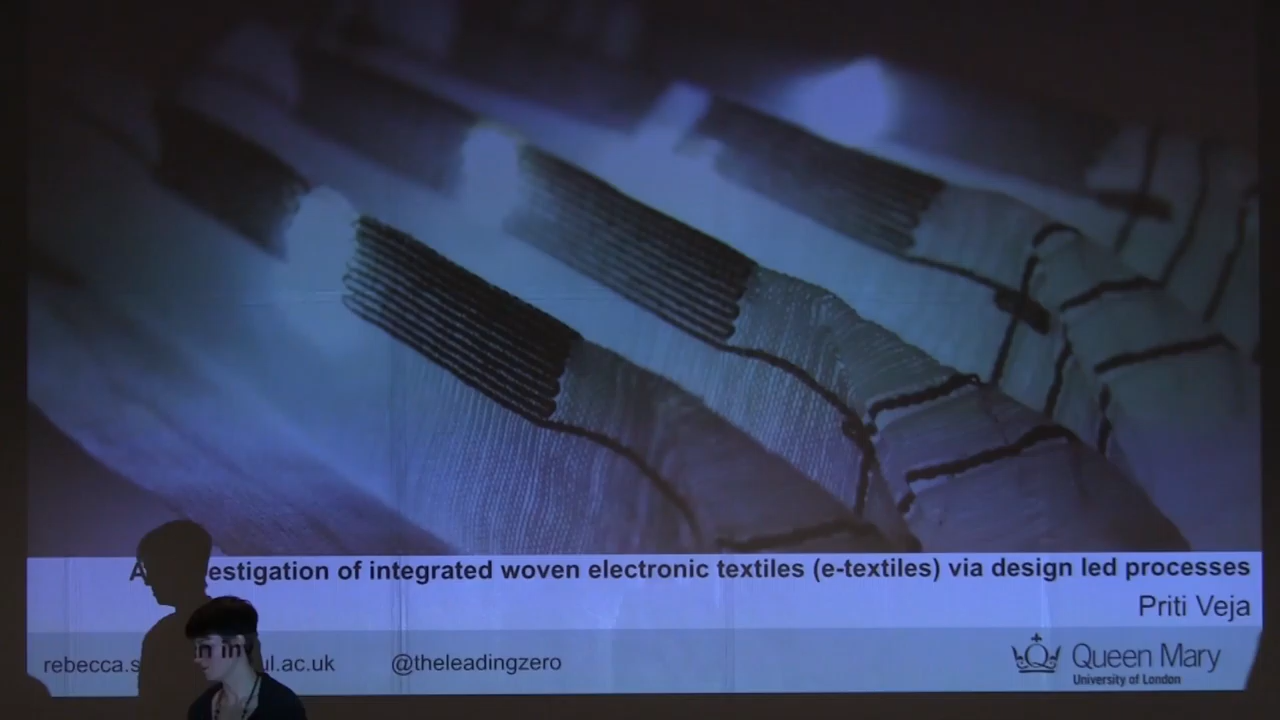 estigation of integrated woven electronic textiles (e-textiles) via design led processes
Priti Veja
n inv
rebecca.s ul.ac.uk @theleadingzero
Queen Mary
University of London